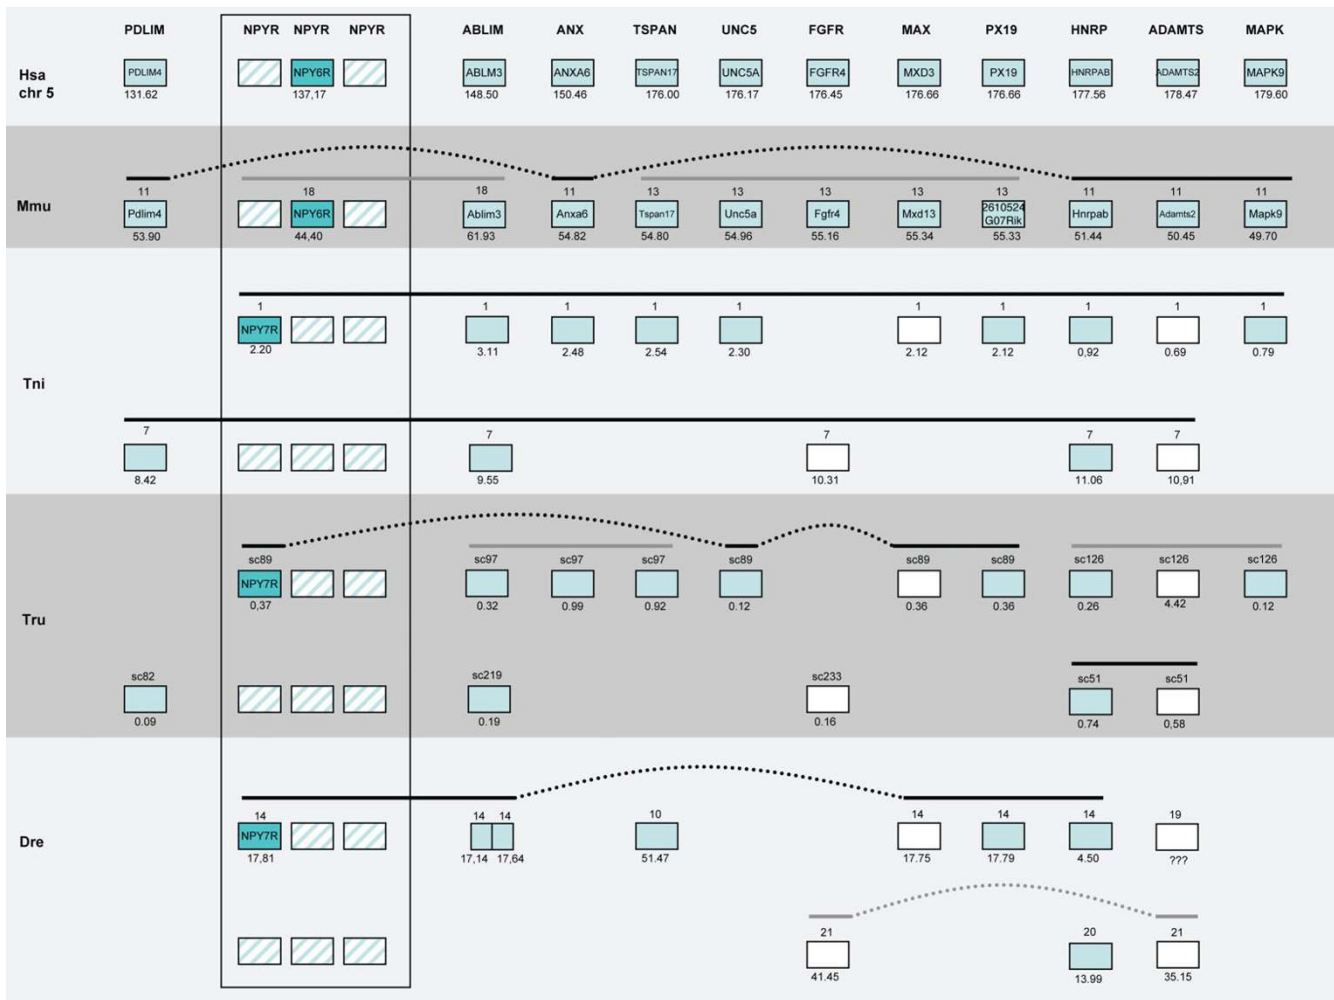 PDLIM NPYR NPYR NPYR ABLIM ANX TSPAN UNC5 FGFR MAX PX19 HNRP ADAMTS MAPK
Hsa
chr 5
PDLIM4 NPY6R ABLM3 ANXA6 TSPAN17 UNC5A FGFR4 MXD3 PX19 HNRPAB ADAMTS2 MAPK9
131.62 137,17 148.50 150.46 176.00 176.17 176.45 176.66 176.66 177.56 178.47 179.60
11 18 18 11 13 13 13 13 13 11 11 11
Mmu
Pdlim4 NPY6R Ablim3 Anxa6 Tspan17 Unc5a Fgfr4 Mxd13 2610524 G07Rik Hnrpab Adamts2 Mapk9
53.90 44,40 61.93 54.82 54.80 54.96 55.16 55.34 55.33 51.44 50.45 49.70
Tni
1 1 1 1 1 1 1 1 1 1
NPY7R
2.20 3.11 2.48 2.54 2.30 2.12 2.12 0,92 0.69 0.79
7 7 7 7 7
8.42 9.55 10.31 11.06 10,91
Tru
sc89 sc97 sc97 sc97 sc89 sc89 sc89 sc126 sc126 sc126
NPY7R
0,37 0.32 0.99 0.92 0.12 0.36 0.36 0.26 4.42 0.12
sc82 sc219 sc233 sc51 sc51
0.09 0.19 0.16 0.74 0,58
Dre
14 14 14 10 14 14 14 19
NPY7R
17,81 17,14 17,64 51.47 17.75 17.79 4.50 ???
21 20 21
41.45 13.99 35.15